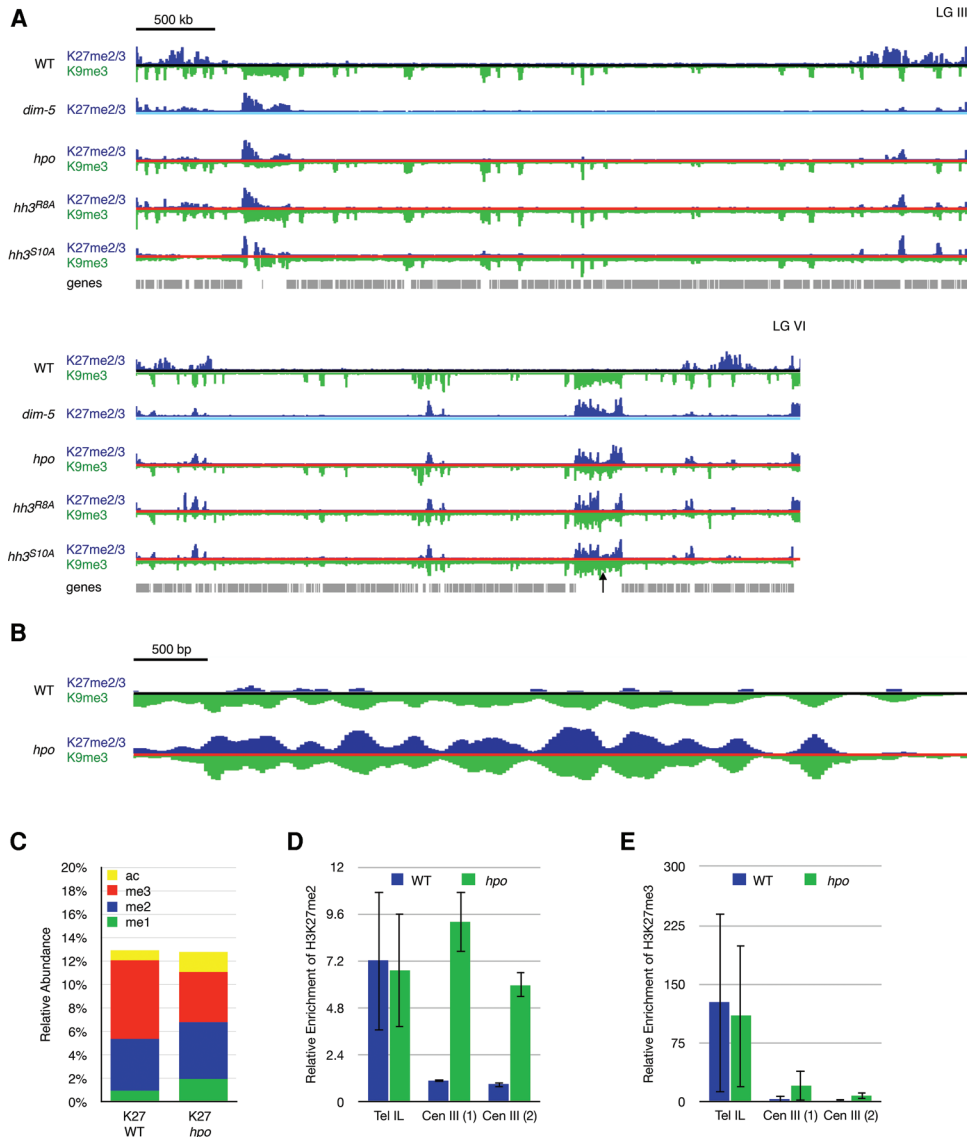 A
500 kb
LG III
WT K27me2/3
K9me3
dim-5 K27me2/3
hpo K27me2/3
K9me3
hh3R8A K27me2/3
K9me3
hh3S10A K27me2/3
K9me3
genes
LG VI
WT K27me2/3
K9me3
dim-5 K27me2/3
hpo K27me2/3
K9me3
hh3R8A K27me2/3
K9me3
hh3S10A K27me2/3
K9me3
genes
B
500 bp
WT K27me2/3
K9me3
hpo K27me2/3
K9me3
C
Relative Abundance
20%
18%
16%
14%
12%
10%
8%
6%
4%
2%
0%
ac
me3
me2
me1
K27 WT
K27 hpo
D
Relative Enrichment of H3K27me2
12
9.6
7.2
4.8
2.4
0
WT hpo
Tel IL Cen III (1) Cen III (2)
E
Relative Enrichment of H3K27me3
300
225
150
75
0
WT hpo
Tel IL Cen III (1) Cen III (2)